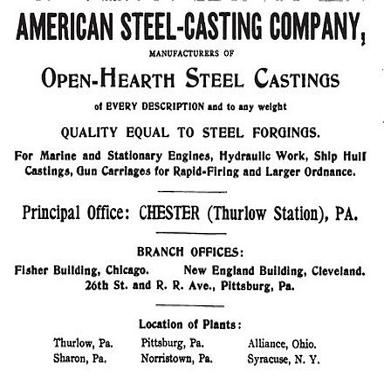 AMERICAN STEEL-CASTING COMPANY,
MANUFACTURERS OF
OPEN-HEARTH STEEL CASTINGS
of EVERY DESCRIPTION and to any weight
QUALITY EQUAL TO STEEL FORGINGS.
For Marine and Stationary Engines, Hydraulic Work, Ship Hull
Castings, Gun Carriages for Rapid-Firing and Larger Ordnance.
Principal Office: CHESTER (Thurlow Station), PA.
BRANCH OFFICES:
Fisher Building, Chicago. New England Building, Cleveland.
26th St. and R. R. Ave., Pittsburg, Pa.
Location of Plants:
Thurlow, Pa. Pittsburg, Pa. Alliance, Ohio.
Sharon, Pa. Norristown, Pa. Syracuse, N. Y.